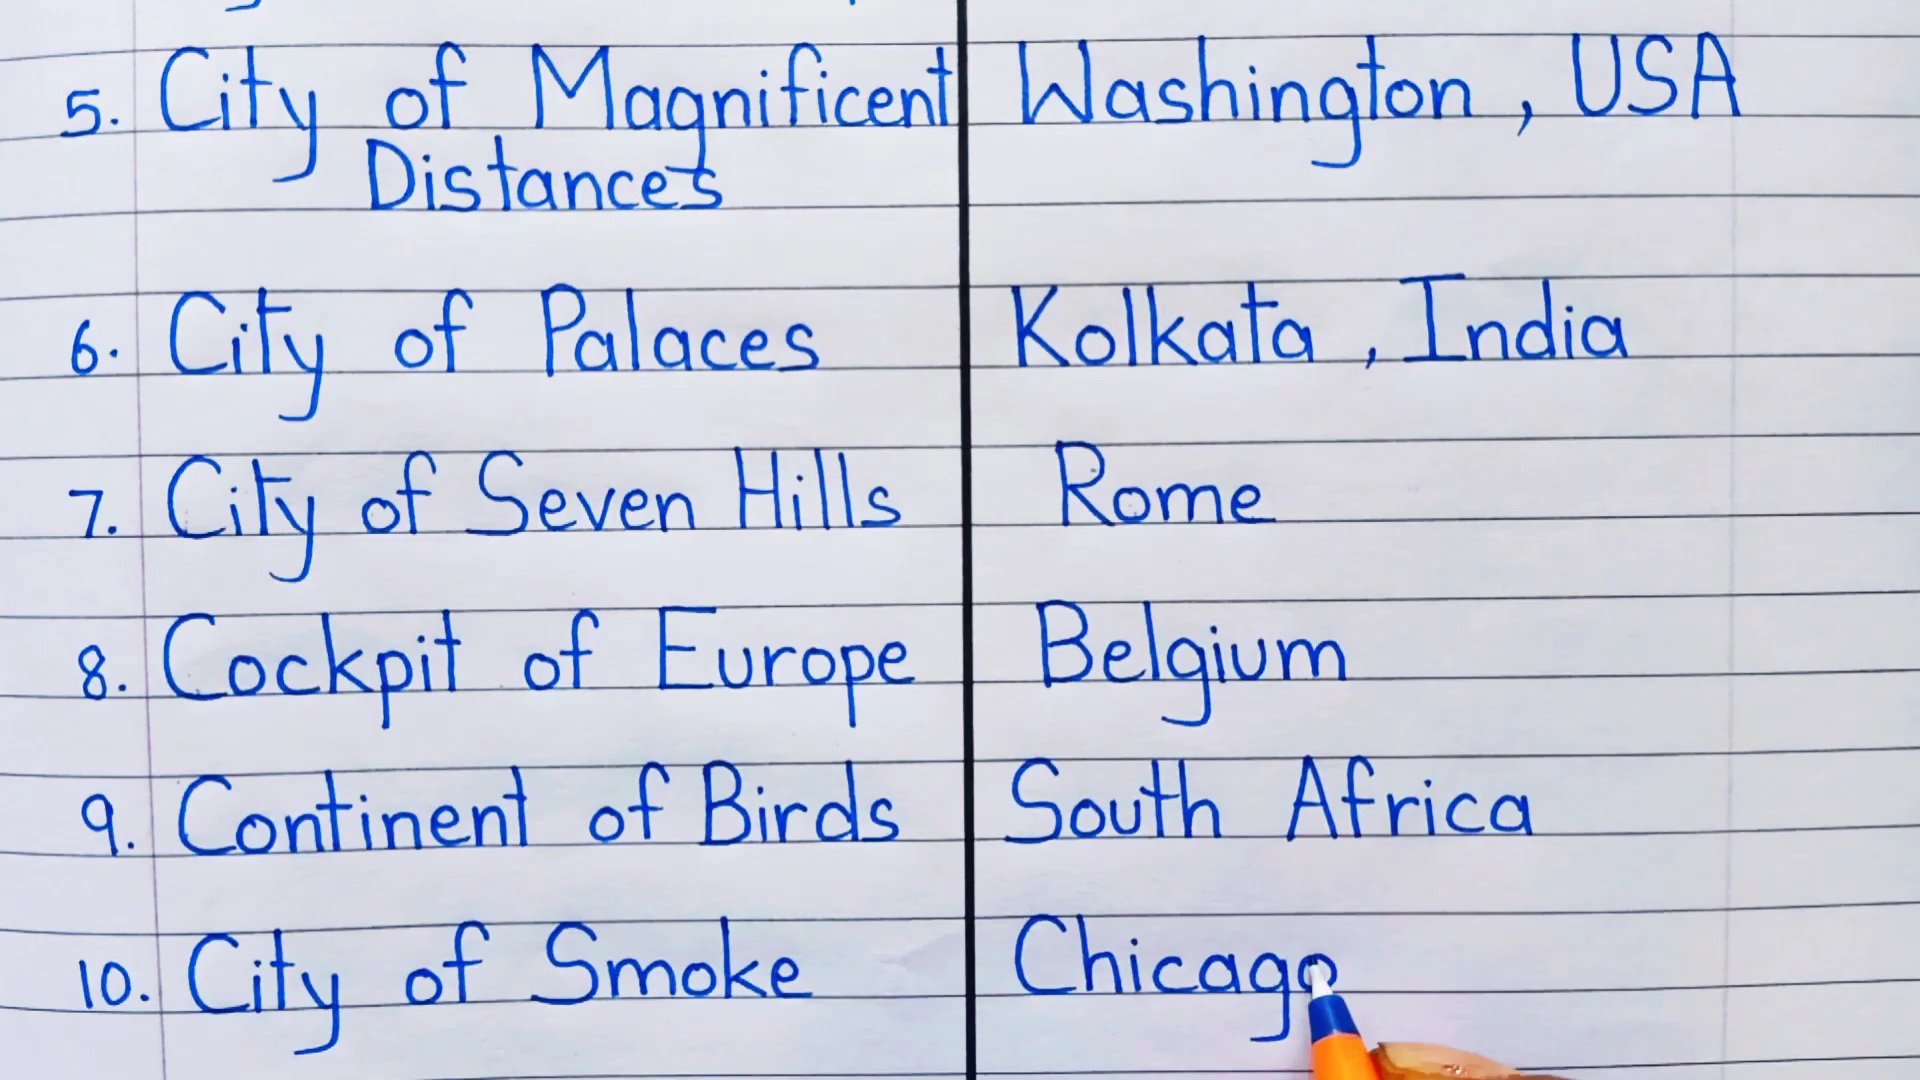 5. City of Magnificent Washington, USA
Distances
6. City of Palaces Kolkata, India
7. City of Seven Hills Rome
8. Cockpit of Europe Belgium
9. Continent of Birds South Africa
10. City of Smoke Chicago